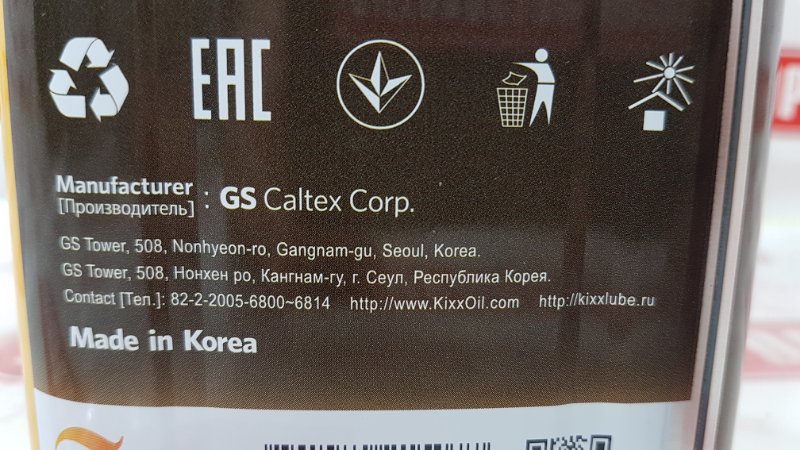 EAC
Manufacturer : GS Caltex Corp.
[Производитель]
GS Tower, 508, Nonhyeon-ro, Gangnam-gu, Seoul, Korea.
GS Tower, 508, Нонхен ро, Кангнам-гу, г. Сеул, Республика Корея.
Contact [Тел.]: 82-2-2005-6800~6814 http://www.KixxOil.com http://kixxlube.ru
Made in Korea